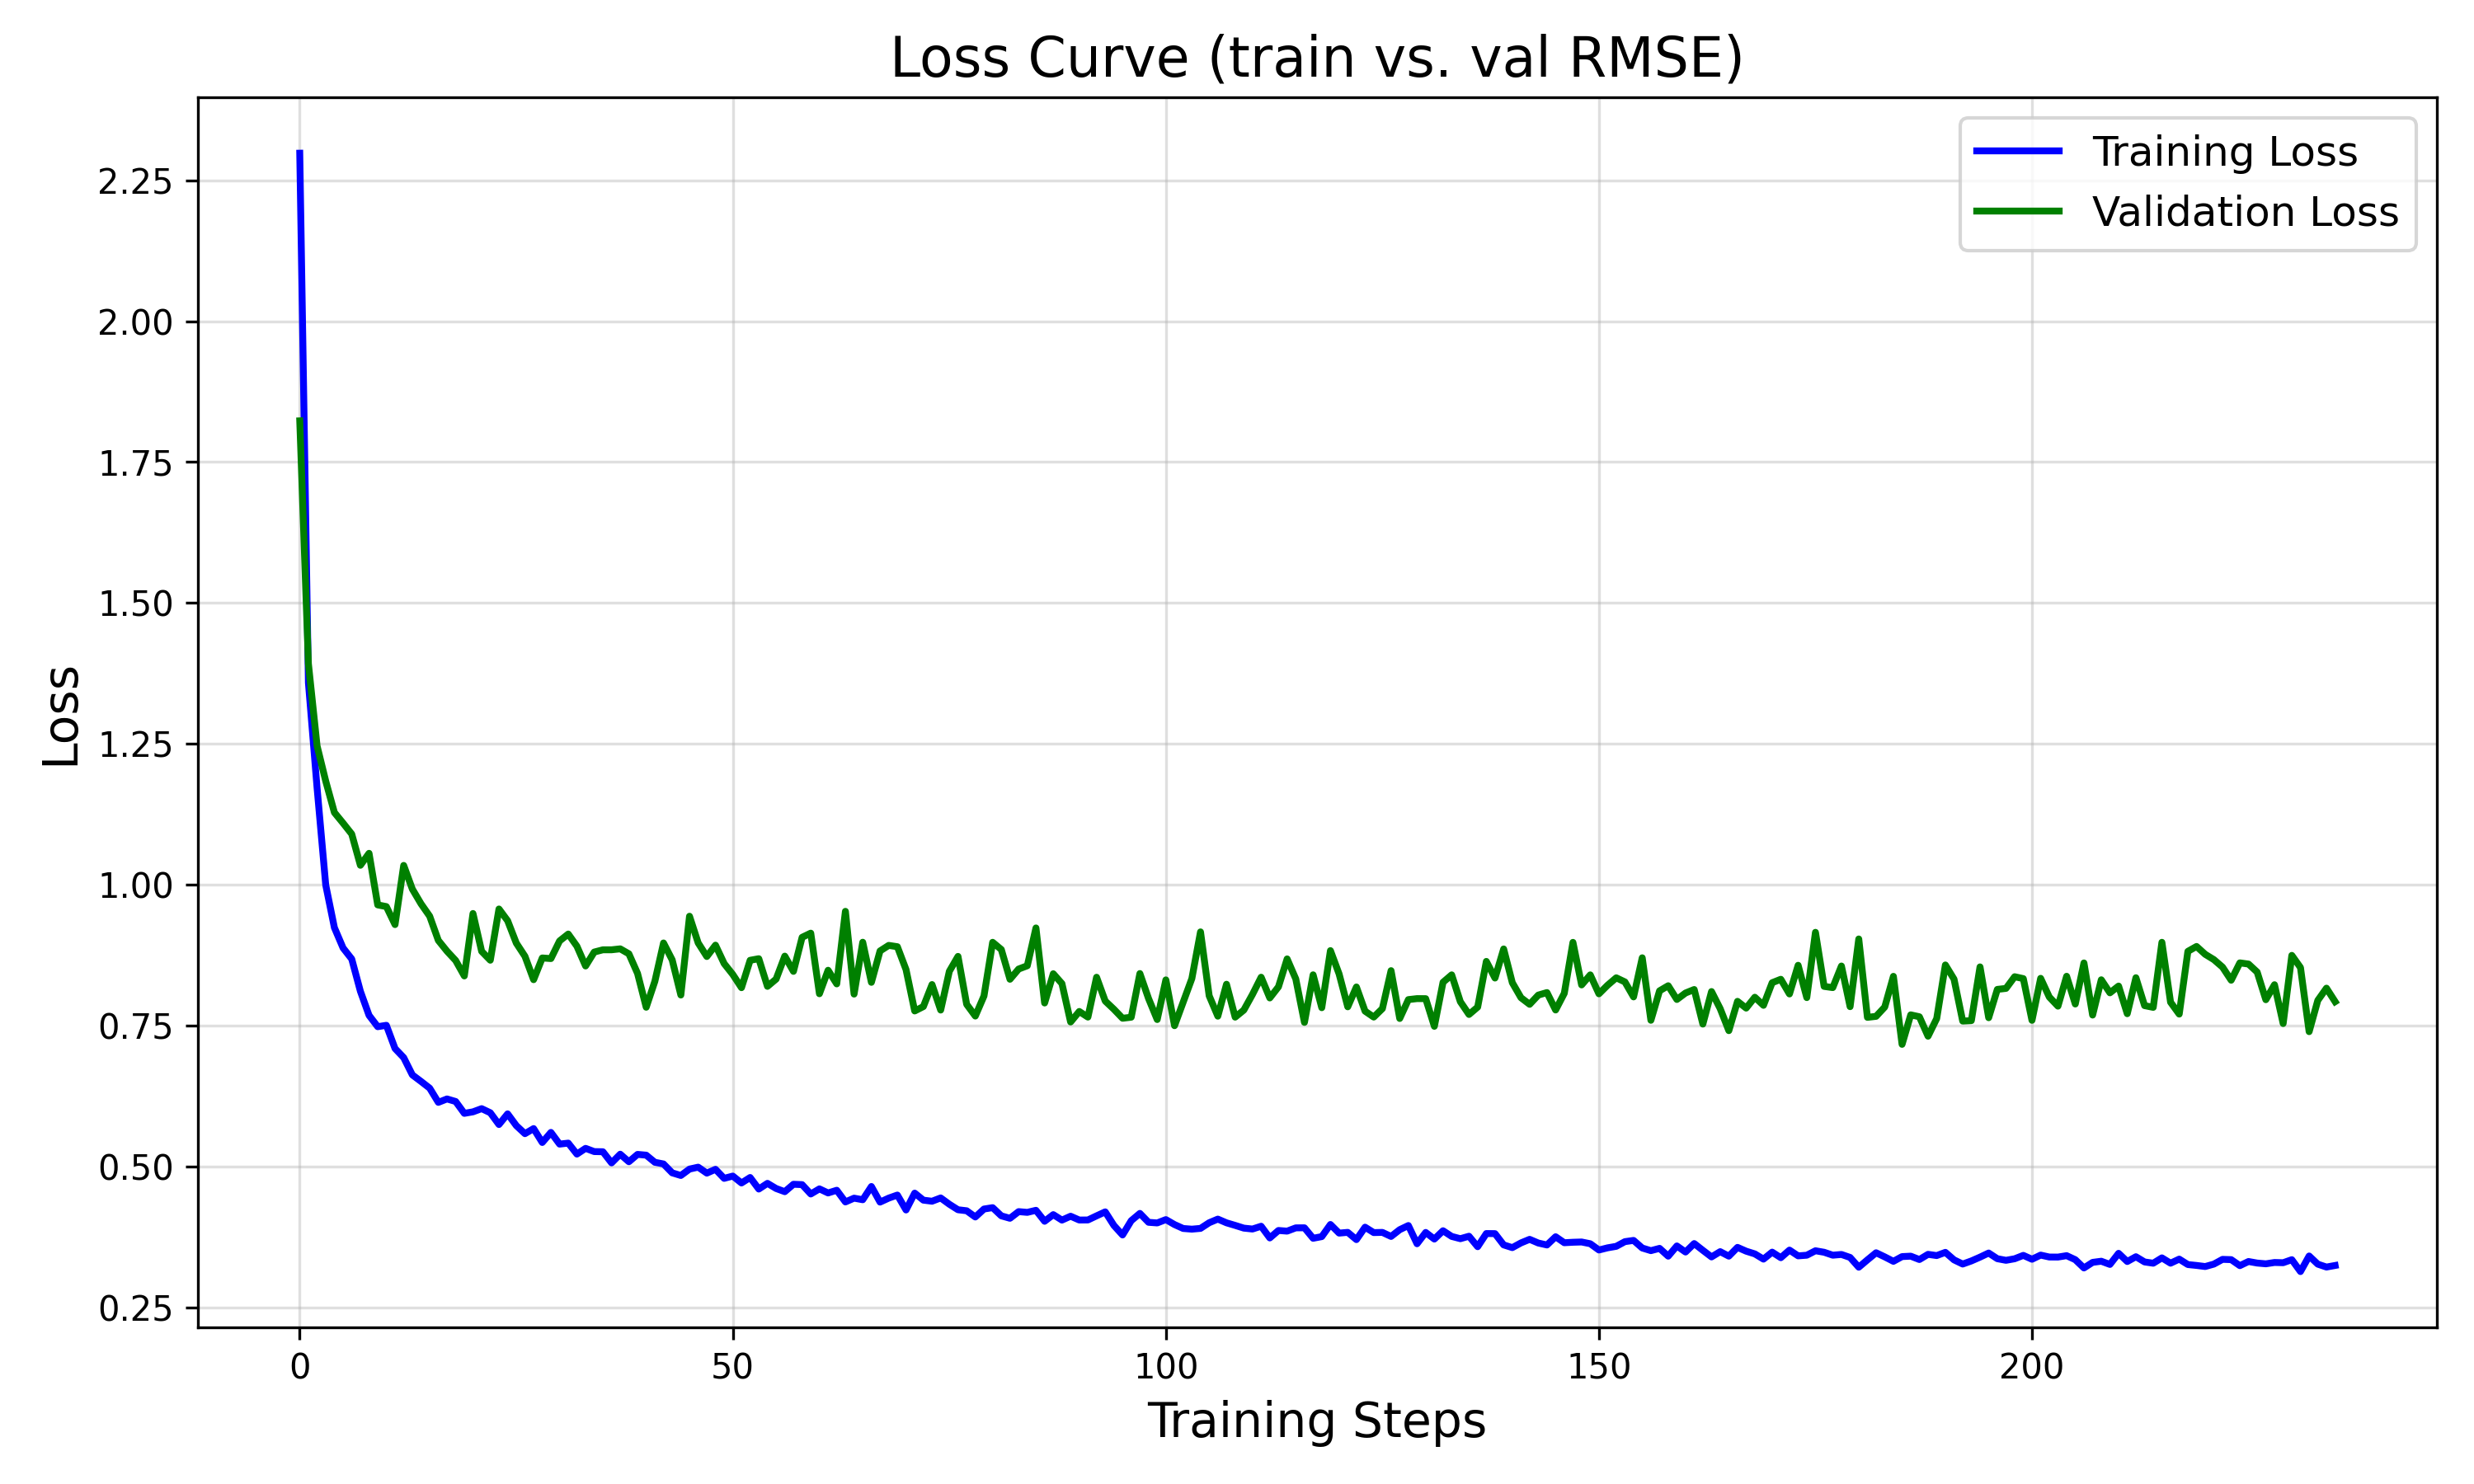 Loss Curve (train vs. val RMSE)
Training Loss
Validation Loss
2.25
2.00
1.75
1.50
1.25
1.00
0.75
0.50
0.25
Loss
0 50 100 150 200
Training Steps